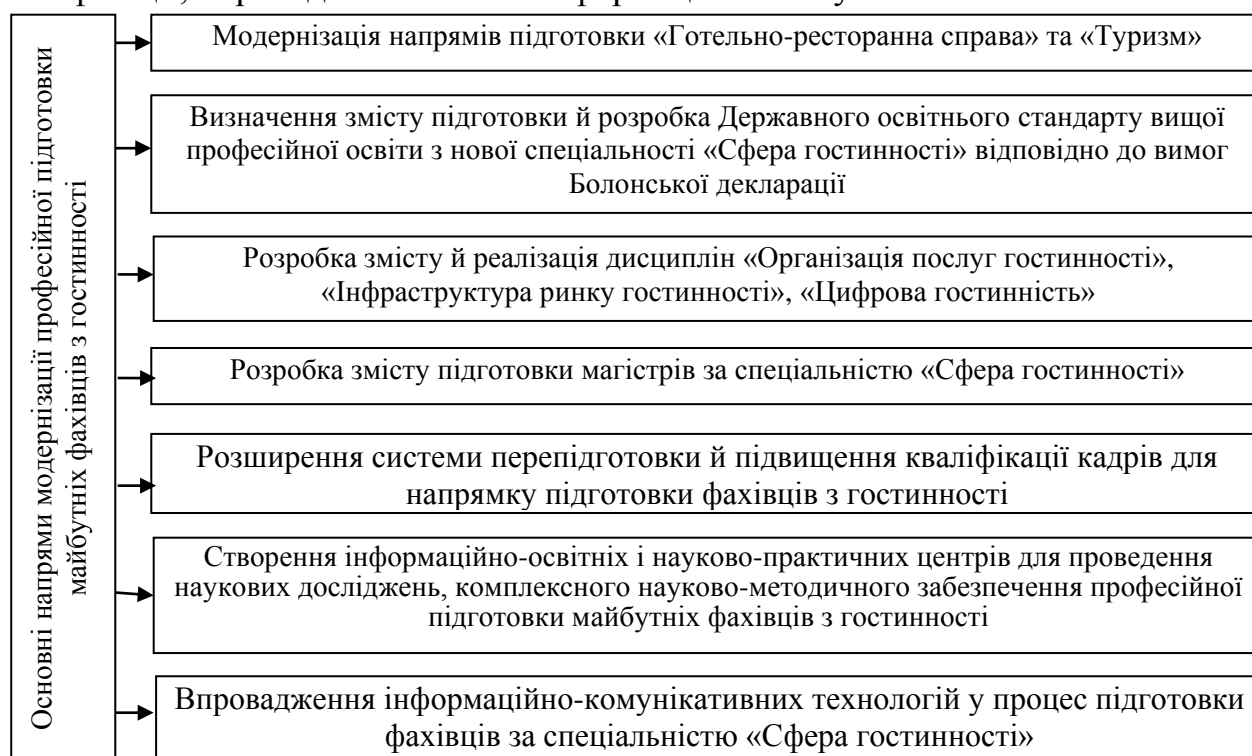 Основні напрями модернізації професійної підготовки
майбутніх фахівців з гостинності
Модернізація напрямів підготовки «Готельно-ресторанна справа» та «Туризм»
Визначення змісту підготовки й розробка Державного освітнього стандарту вищої
професійної освіти з нової спеціальності «Сфера гостинності» відповідно до вимог
Болонської декларації
Розробка змісту й реалізація дисциплін «Організація послуг гостинності»,
«Інфраструктура ринку гостинності», «Цифрова гостинність»
Розробка змісту підготовки магістрів за спеціальністю «Сфера гостинності»
Розширення системи перепідготовки й підвищення кваліфікації кадрів для
напрямку підготовки фахівців з гостинності
Створення інформаційно-освітніх і науково-практичних центрів для проведення
наукових досліджень, комплексного науково-методичного забезпечення професійної
підготовки майбутніх фахівців з гостинності
Впровадження інформаційно-комунікативних технологій у процес підготовки
фахівців за спеціальністю «Сфера гостинності»